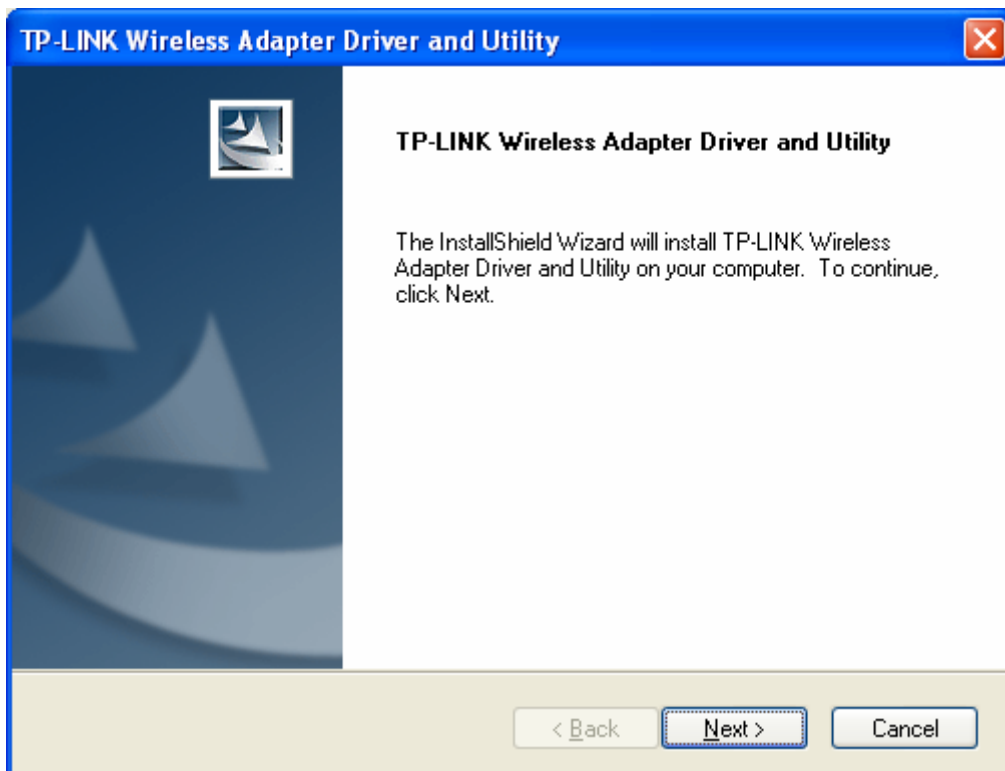 TP-LINK Wireless Adapter Driver and Utility
TP-LINK Wireless Adapter Driver and Utility
The InstallShield Wizard will install TP-LINK Wireless
Adapter Driver and Utility on your computer.  To continue,
click Next.
< Back
Next >
Cancel